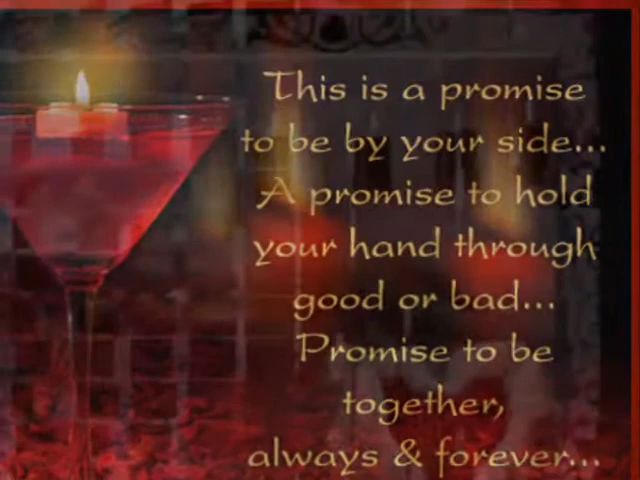 This is a promise
to be by your side...
A promise to hold
your hand through
good or bad...
Promise to be
together,
always & forever...